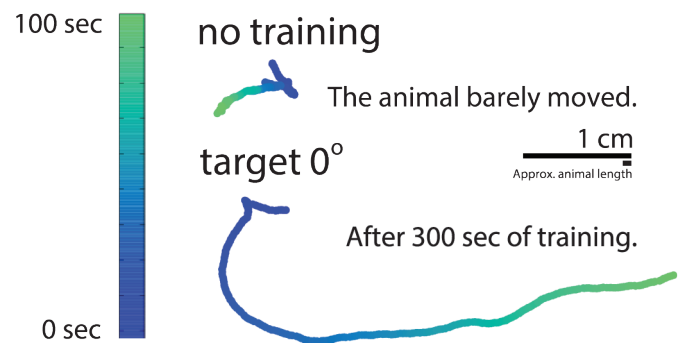 100 sec
no training
The animal barely moved.
1 cm
Approx. animal length
target 0°
After 300 sec of training.
0 sec